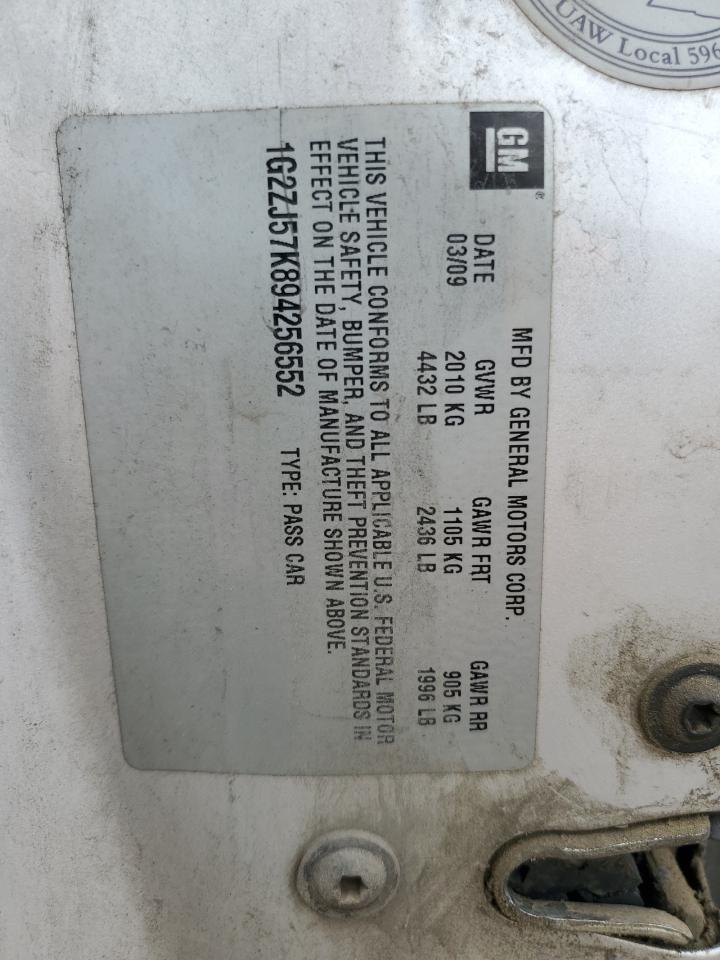 UAW Local 596
GM®
MFD BY GENERAL MOTORS CORP.
DATE GVWR GAWR FRT GAWR RR
03/09 2010 KG 1105 KG 905 KG
4432 LB 2436 LB 1996 LB
THIS VEHICLE CONFORMS TO ALL APPLICABLE U.S. FEDERAL MOTOR
VEHICLE SAFETY, BUMPER, AND THEFT PREVENTION STANDARDS IN
EFFECT ON THE DATE OF MANUFACTURE SHOWN ABOVE.
1G2ZJ57K894256552 TYPE: PASS CAR